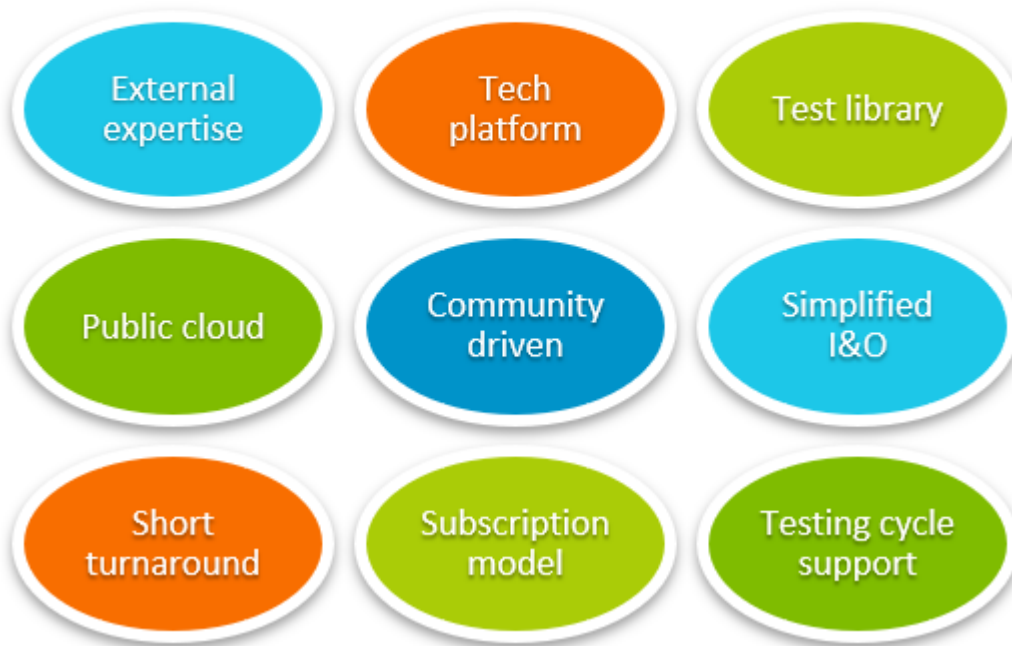 External
expertise
Tech
platform
Test library
Public cloud
Community
driven
Simplified
I&O
Short
turnaround
Subscription
model
Testing cycle
support